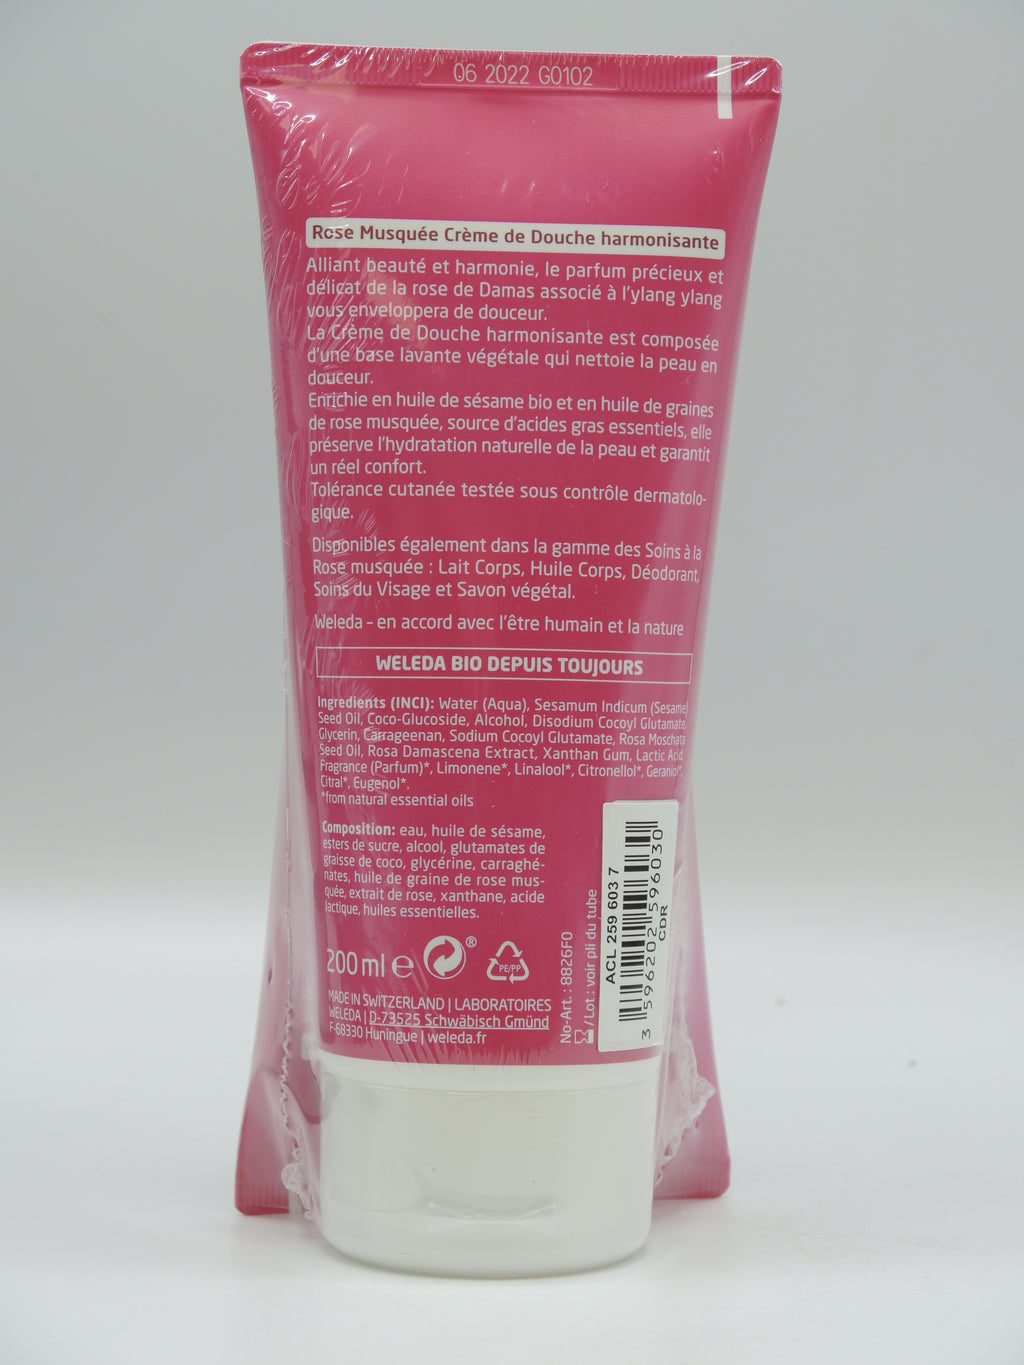 06 2022 G0102
Rose Musquée Crème de Douche harmonisante
Alliant beauté et harmonie, le parfum précieux et
délicat de la rose de Damas associé à l'ylang ylang
vous enveloppera de douceur.
La Crème de Douche harmonisante est composée
d'une base lavante végétale qui nettoie la peau en
douceur.
Enrichie en huile de sésame bio et en huile de graines
de rose musquée, source d'acides gras essentiels, elle
préserve l'hydratation naturelle de la peau et garantit
un réel confort.
Tolérance cutanée testée sous contrôle dermatolo-
gique.
Disponibles également dans la gamme des Soins à la
Rose musquée : Lait Corps, Huile Corps, Déodorant,
Soins du Visage et Savon végétal.
Weleda – en accord avec l'être humain et la nature
WELEDA BIO DEPUIS TOUJOURS
Ingredients (INCI): Water (Aqua), Sesamum Indicum (Sesame)
Seed Oil, Coco-Glucoside, Alcohol, Disodium Cocoyl Glutamate,
Glycerin, Carrageenan, Sodium Cocoyl Glutamate, Rosa Moschata
Seed Oil, Rosa Damascena Extract, Xanthan Gum, Lactic Acid,
Fragrance (Parfum)*, Limonene*, Linalool*, Citronellol*, Geraniol*,
Citral*, Eugenol*.
*from natural essential oils
Composition: eau, huile de sésame,
esters de sucre, alcool, glutamates de
graisse de coco, glycérine, carraghé-
nates, huile de graine de rose mus-
quée, extrait de rose, xanthane, acide
lactique, huiles essentielles.
200 ml ℮
®
PE/PP
MADE IN SWITZERLAND | LABORATOIRES
WELEDA | D-73525 Schwäbisch Gmünd
F-68330 Huningue | weleda.fr
No-Art.: 8826F0
/Lot.: voir pli du tube
ACL 259 603 7
3 596202 596030
CDR